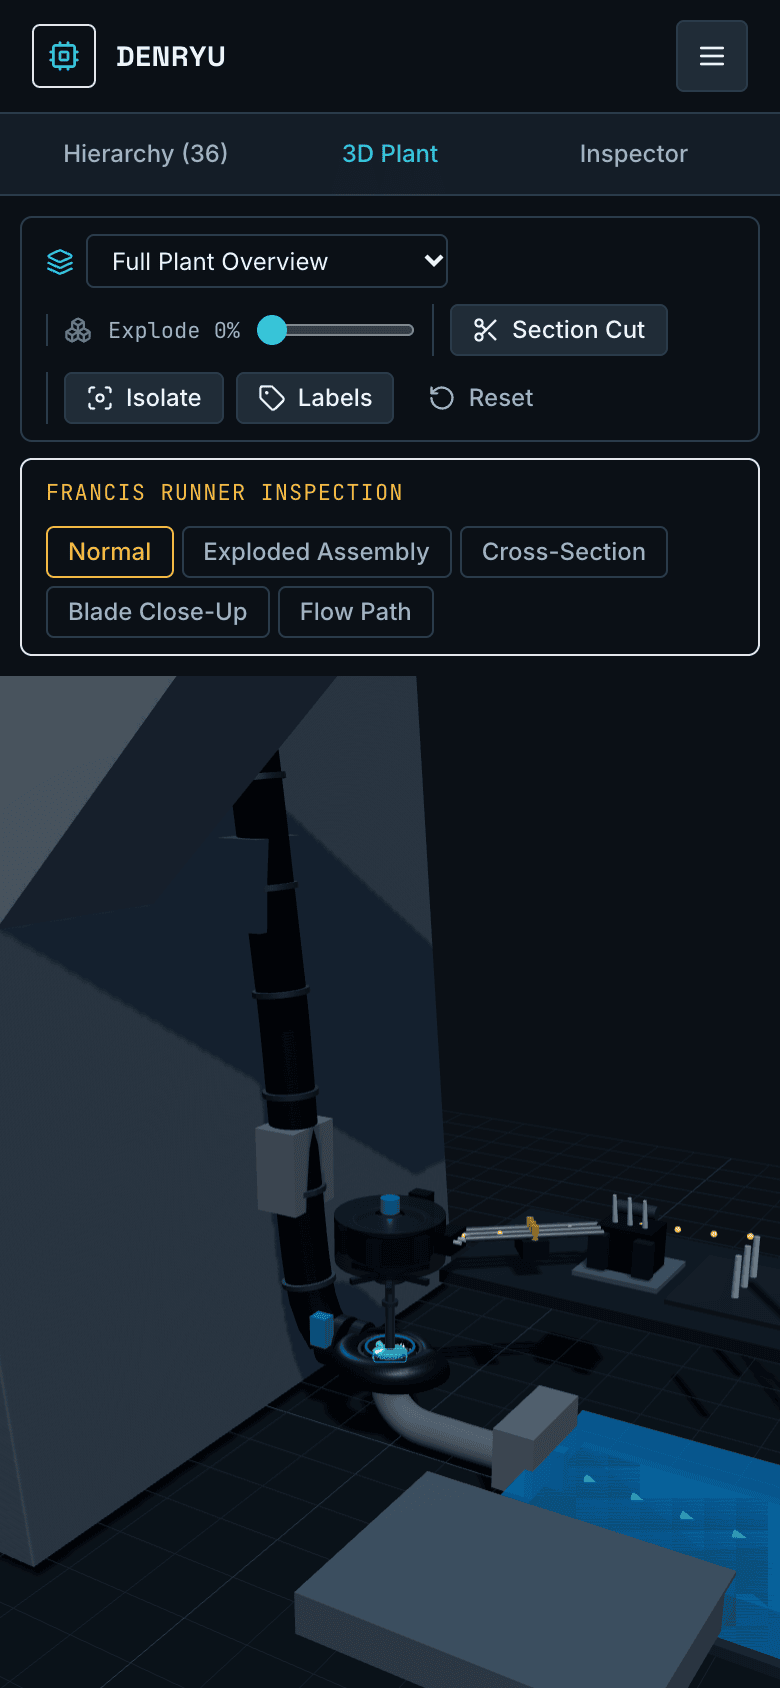 DENRYU
Hierarchy (36)
3D Plant
Inspector
Full Plant Overview
Explode 0%
Section Cut
Isolate
Labels
Reset
FRANCIS RUNNER INSPECTION
Normal
Exploded Assembly
Cross-Section
Blade Close-Up
Flow Path